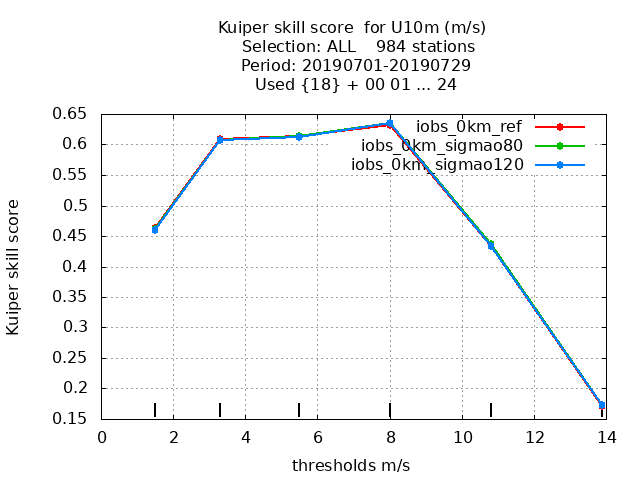 Kuiper skill score  for U10m (m/s)
Selection: ALL    984 stations
Period: 20190701-20190729
Used {18} + 00 01 ... 24
iobs_0km_ref
iobs_0km_sigmao80
iobs_0km_sigmao120
0.65
0.6
0.55
0.5
0.45
0.4
0.35
0.3
0.25
0.2
0.15
Kuiper skill score
0 2 4 6 8 10 12 14
thresholds m/s